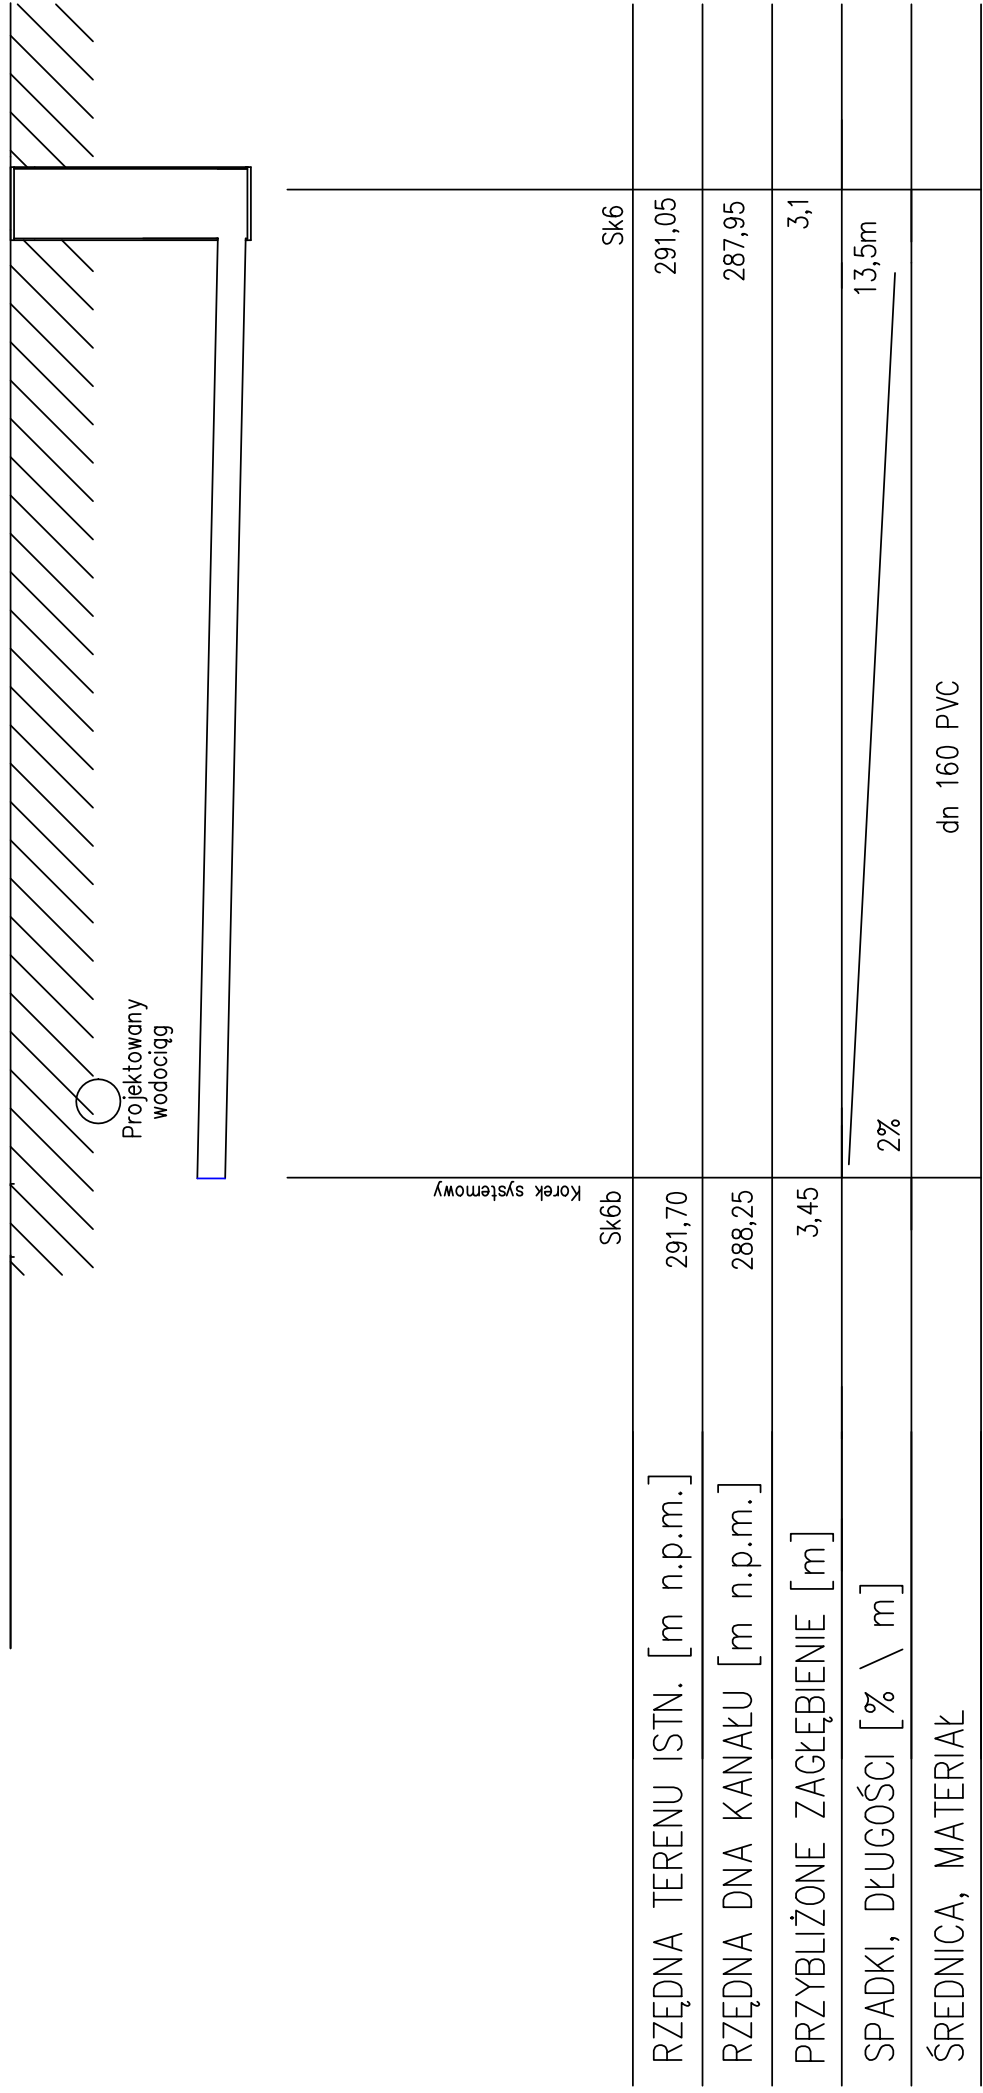 Projektowany
wodociąg
Korek systemowy
Sk6b
Sk6
RZĘDNA TERENU ISTN. [m n.p.m.]
291,70
291,05
RZĘDNA DNA KANAŁU [m n.p.m.]
288,25
287,95
PRZYBLIŻONE ZAGŁĘBIENIE [m]
3,45
3,1
SPADKI, DŁUGOŚCI [% \ m]
2%
13,5m
ŚREDNICA, MATERIAŁ
dn 160 PVC